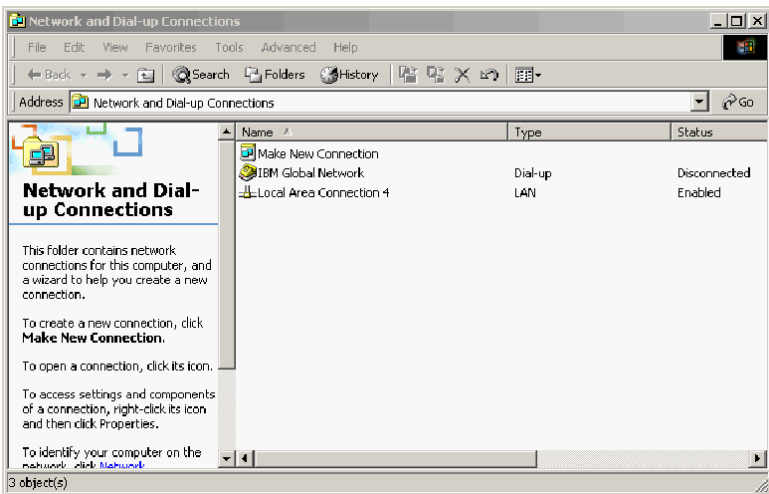 Network and Dial-up Connections
File Edit View Favorites Tools Advanced Help
Back Search Folders History
Address Network and Dial-up Connections Go
Name Type Status
Make New Connection
IBM Global Network Dial-up Disconnected
Local Area Connection 4 LAN Enabled
Network and Dial-
up Connections
This folder contains network
connections for this computer, and
a wizard to help you create a new
connection.
To create a new connection, click
Make New Connection.
To open a connection, click its icon.
To access settings and components
of a connection, right-click its icon
and then click Properties.
To identify your computer on the
network, click Network
3 object(s)